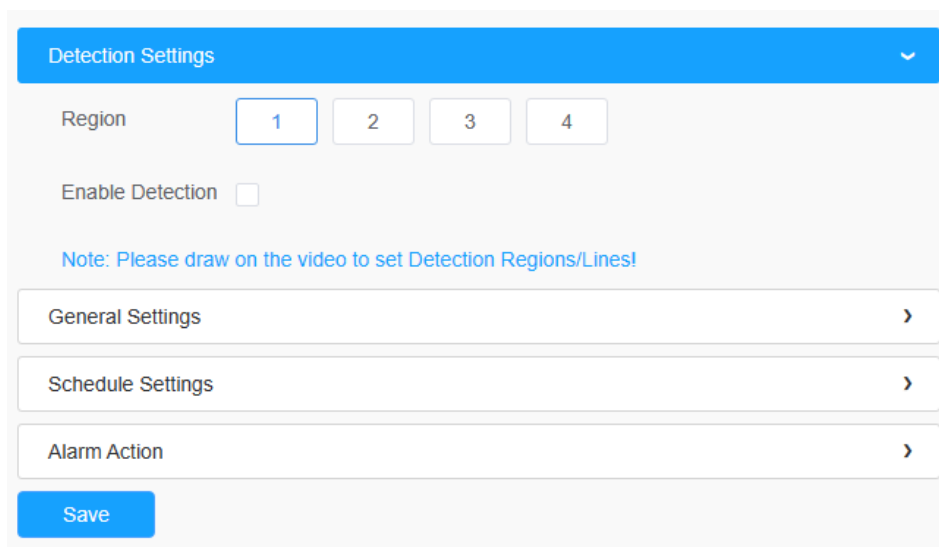 Detection Settings
Region 1 2 3 4
Enable Detection
Note: Please draw on the video to set Detection Regions/Lines!
General Settings
Schedule Settings
Alarm Action
Save